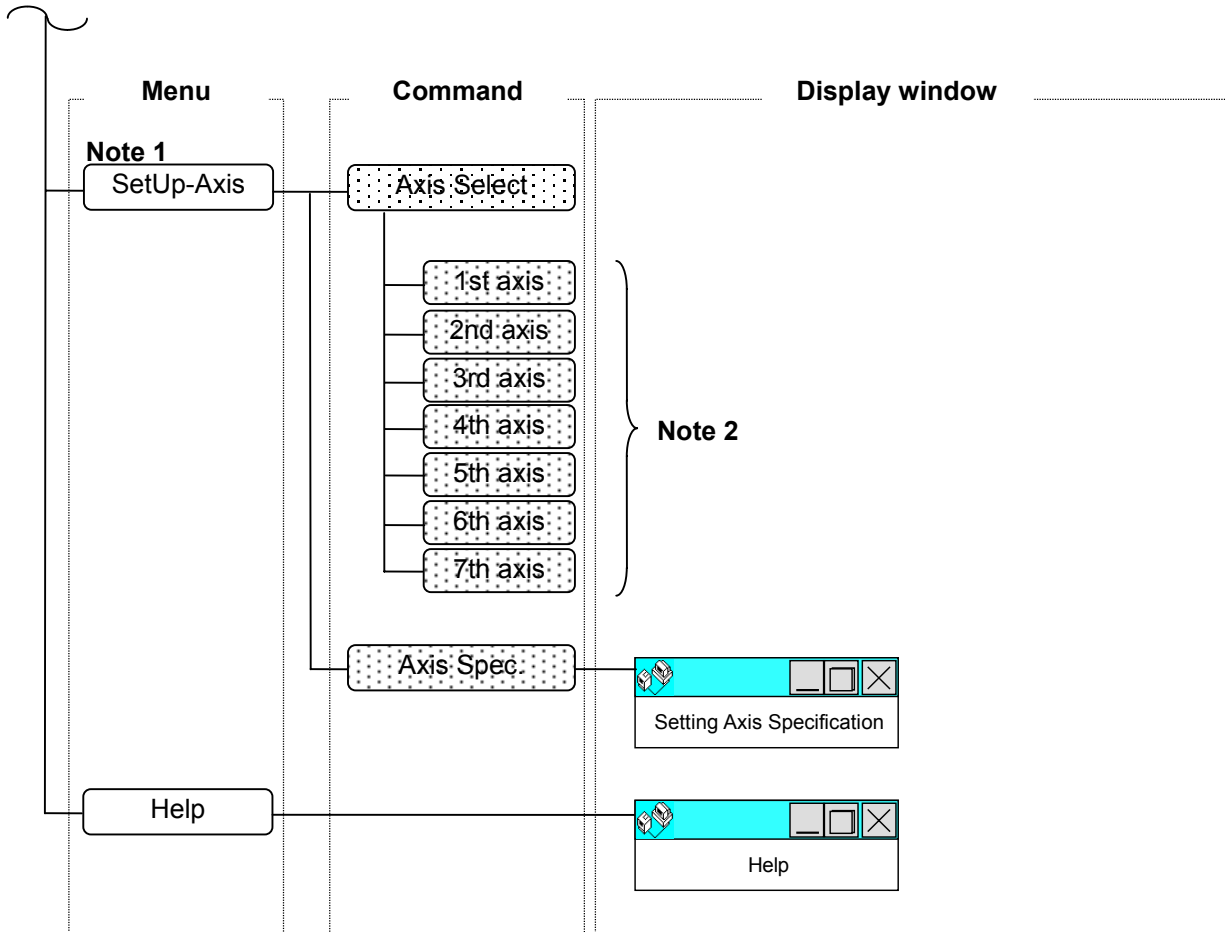 Menu
Command
Display window
Note 1
SetUp-Axis
Axis Select
1st axis
2nd axis
3rd axis
4th axis
Note 2
5th axis
6th axis
7th axis
Axis Spec.
Setting Axis Specification
Help
Help